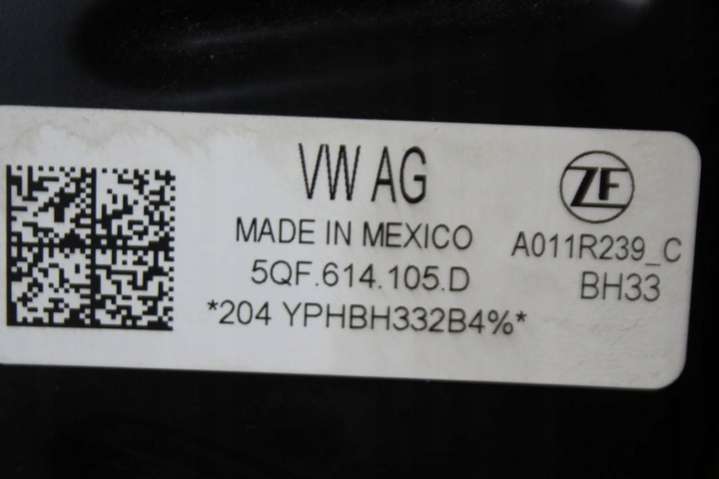 VW AG
MADE IN MEXICO
5QF.614.105.D
*204 YPHBH332B4%*
ZF
A011R239_C
BH33